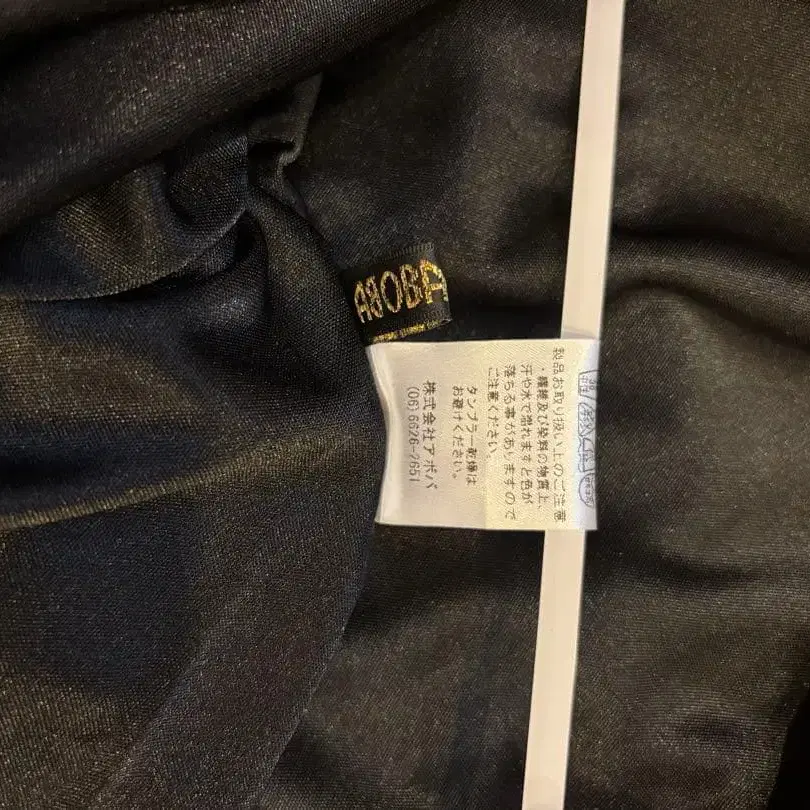 ABOBA
製品お取り扱い上のご注意
・繊維及び染料の物質上、
汗や水で濡れますと色が
落ちる事がありますので
ご注意ください。
タンブラー乾燥は
お避けください。
株式会社アボバ
(06)6626-2651